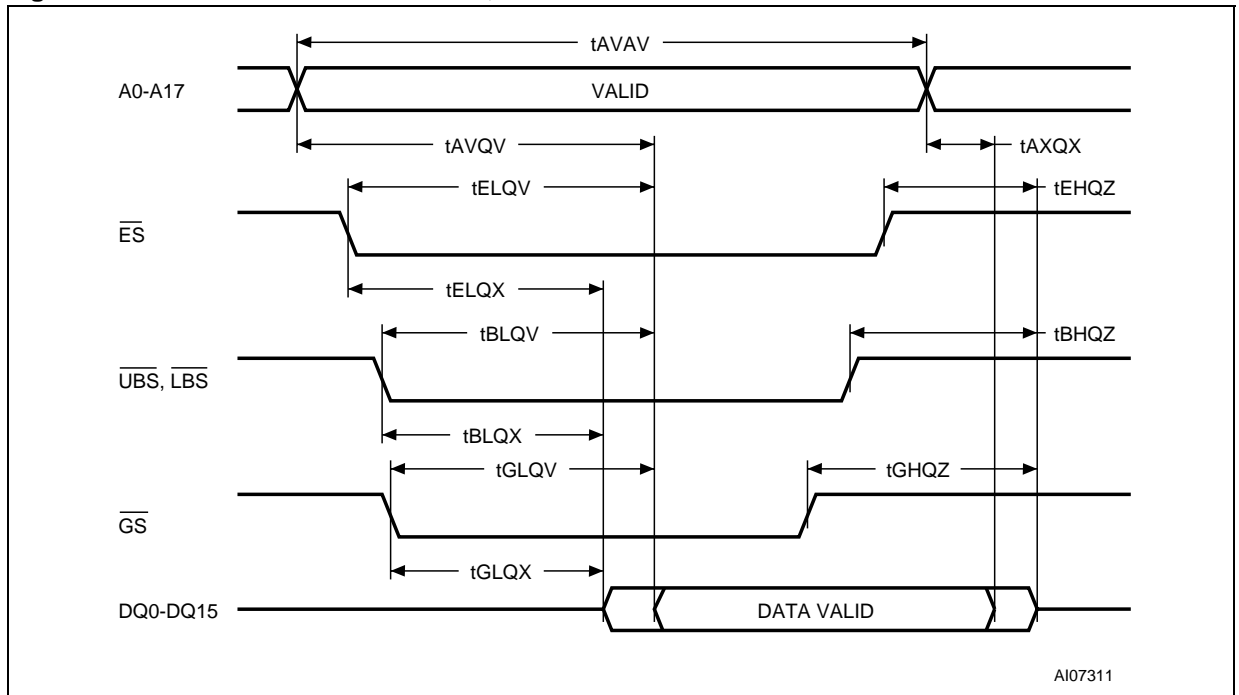 tAVAV
A0-A17
VALID
tAVQV
tAXQX
tELQV
tEHQZ
ES
tELQX
tBLQV
tBHQZ
UBS, LBS
tBLQX
tGLQV
tGHQZ
GS
tGLQX
DQ0-DQ15
DATA VALID
AI07311